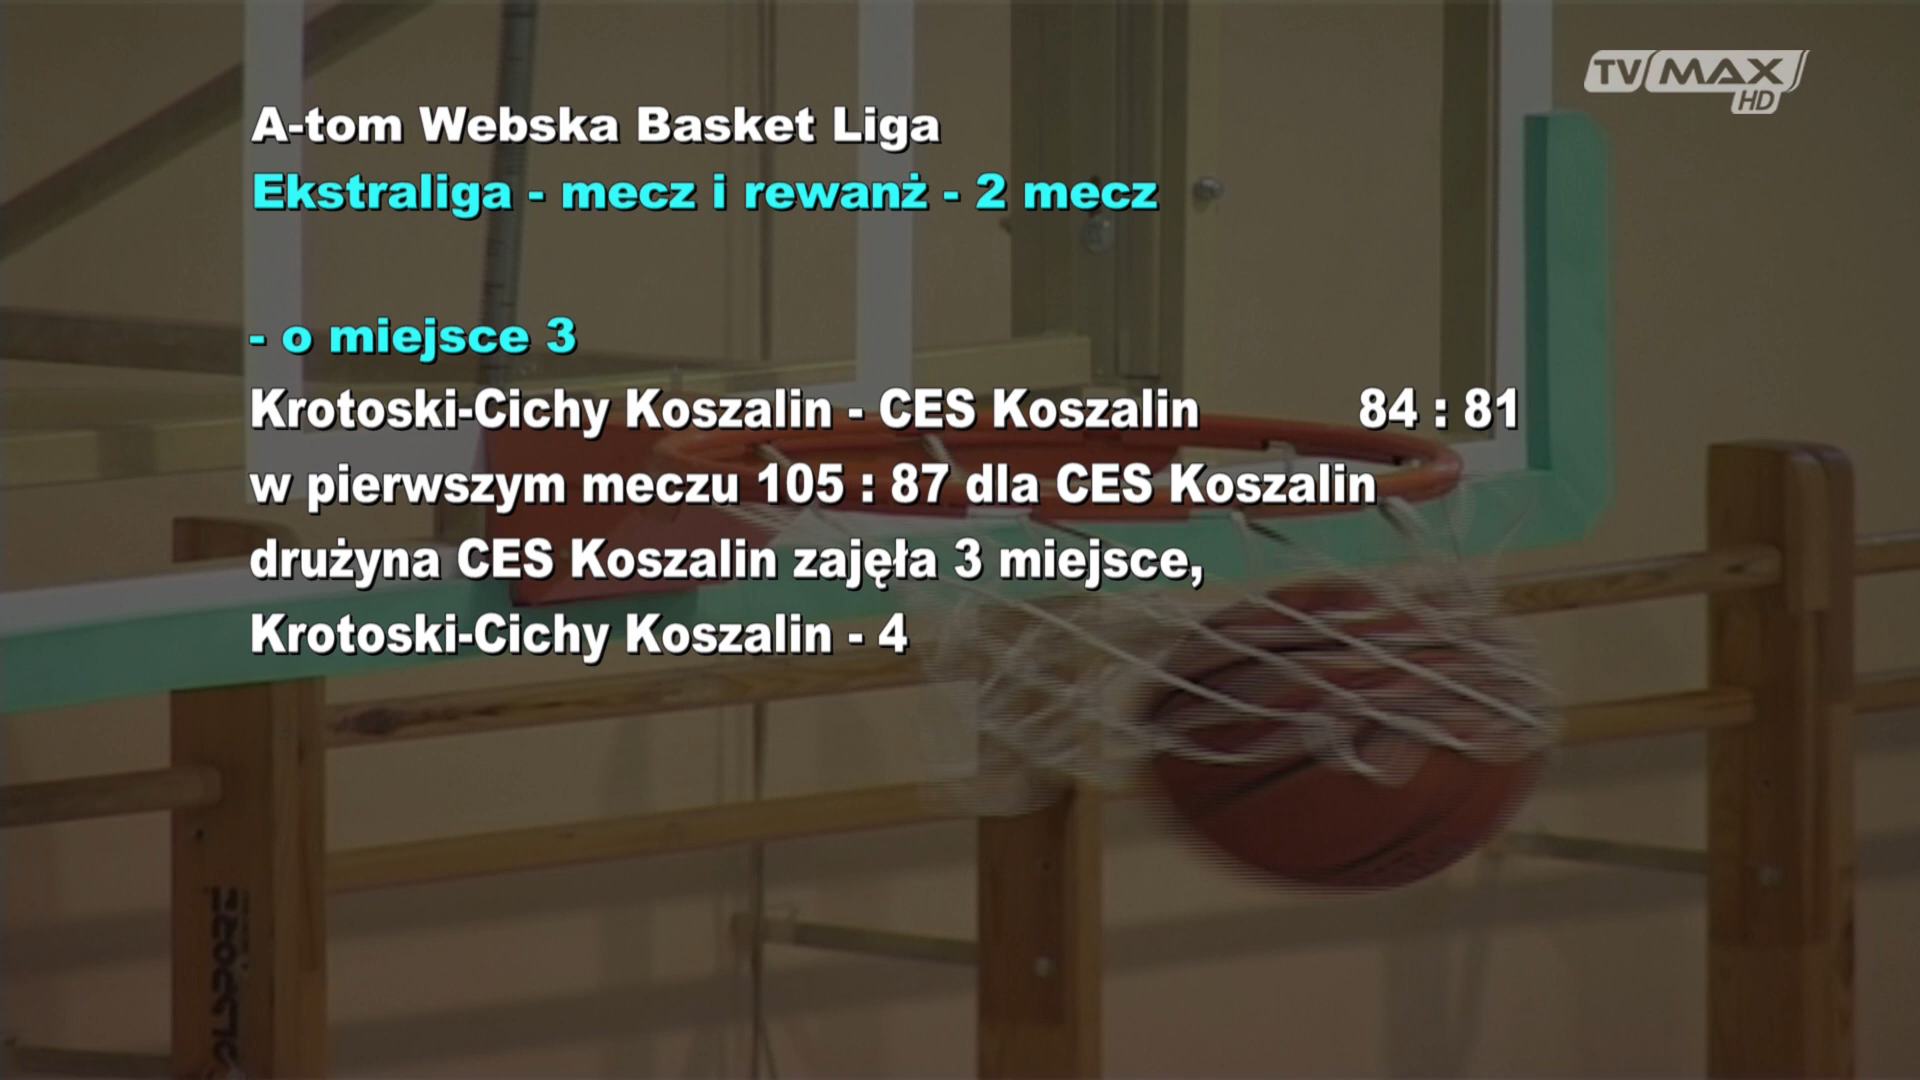 TV MAX
HD
A-tom Webska Basket Liga
Ekstraliga - mecz i rewanż - 2 mecz
- o miejsce 3
Krotoski-Cichy Koszalin - CES Koszalin 84 : 81
w pierwszym meczu 105 : 87 dla CES Koszalin
drużyna CES Koszalin zajęła 3 miejsce,
Krotoski-Cichy Koszalin - 4